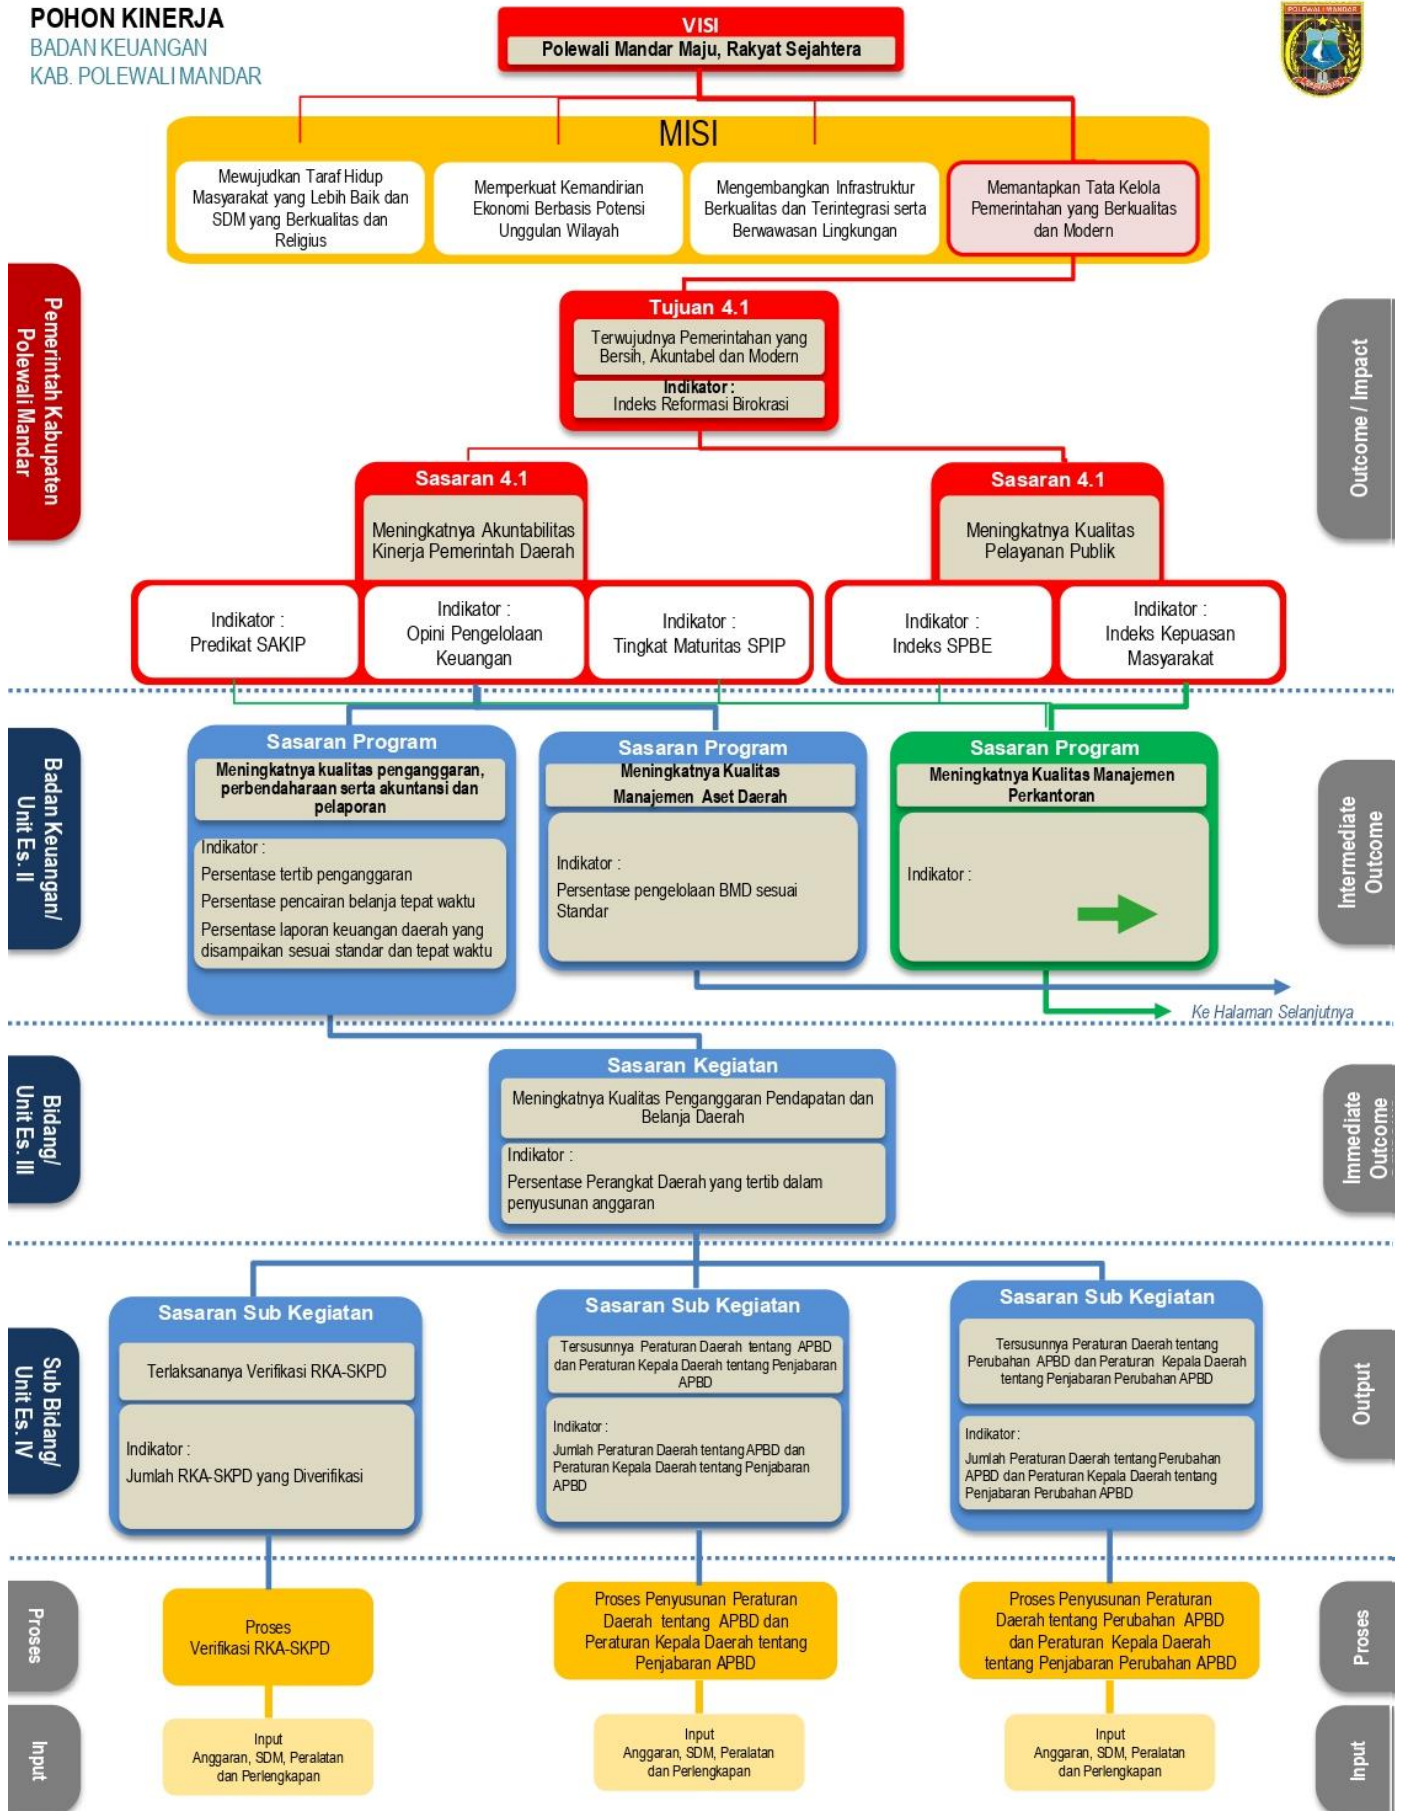 POHON KINERJA
BADAN KEUANGAN
KAB. POLEWALI MANDAR
POLEWALI MANDAR
VISI
Polewali Mandar Maju, Rakyat Sejahtera
MISI
Mewujudkan Taraf Hidup
Masyarakat yang Lebih Baik dan
SDM yang Berkualitas dan
Religius
Memperkuat Kemandirian
Ekonomi Berbasis Potensi
Unggulan Wilayah
Mengembangkan Infrastruktur
Berkualitas dan Terintegrasi serta
Berwawasan Lingkungan
Memantapkan Tata Kelola
Pemerintahan yang Berkualitas
dan Modern
Pemerintah Kabupaten
Polewali Mandar
Outcome / Impact
Tujuan 4.1
Terwujudnya Pemerintahan yang
Bersih, Akuntabel dan Modern
Indikator :
Indeks Reformasi Birokrasi
Sasaran 4.1
Meningkatnya Akuntabilitas
Kinerja Pemerintah Daerah
Sasaran 4.1
Meningkatnya Kualitas
Pelayanan Publik
Indikator :
Predikat SAKIP
Indikator :
Opini Pengelolaan
Keuangan
Indikator :
Tingkat Maturitas SPIP
Indikator :
Indeks SPBE
Indikator :
Indeks Kepuasan
Masyarakat
Badan Keuangan/
Unit Es. II
Intermediate
Outcome
Sasaran Program
Meningkatnya kualitas penganggaran,
perbendaharaan serta akuntansi dan
pelaporan
Indikator :
Persentase tertib penganggaran
Persentase pencairan belanja tepat waktu
Persentase laporan keuangan daerah yang
disampaikan sesuai standar dan tepat waktu
Sasaran Program
Meningkatnya Kualitas
Manajemen Aset Daerah
Indikator :
Persentase pengelolaan BMD sesuai
Standar
Sasaran Program
Meningkatnya Kualitas Manajemen
Perkantoran
Indikator :
Ke Halaman Selanjutnya
Bidang/
Unit Es. III
Immediate
Outcome
Sasaran Kegiatan
Meningkatnya Kualitas Penganggaran Pendapatan dan
Belanja Daerah
Indikator :
Persentase Perangkat Daerah yang tertib dalam
penyusunan anggaran
Sub Bidang/
Unit Es. IV
Output
Sasaran Sub Kegiatan
Terlaksananya Verifikasi RKA-SKPD
Indikator :
Jumlah RKA-SKPD yang Diverifikasi
Sasaran Sub Kegiatan
Tersusunnya Peraturan Daerah tentang APBD
dan Peraturan Kepala Daerah tentang Penjabaran
APBD
Indikator :
Jumlah Peraturan Daerah tentang APBD dan
Peraturan Kepala Daerah tentang Penjabaran
APBD
Sasaran Sub Kegiatan
Tersusunnya Peraturan Daerah tentang
Perubahan APBD dan Peraturan Kepala Daerah
tentang Penjabaran Perubahan APBD
Indikator :
Jumlah Peraturan Daerah tentang Perubahan
APBD dan Peraturan Kepala Daerah tentang
Penjabaran Perubahan APBD
Proses
Proses
Proses
Verifikasi RKA-SKPD
Proses Penyusunan Peraturan
Daerah tentang APBD dan
Peraturan Kepala Daerah tentang
Penjabaran APBD
Proses Penyusunan Peraturan
Daerah tentang Perubahan APBD
dan Peraturan Kepala Daerah
tentang Penjabaran Perubahan APBD
Input
Input
Input
Anggaran, SDM, Peralatan
dan Perlengkapan
Input
Anggaran, SDM, Peralatan
dan Perlengkapan
Input
Anggaran, SDM, Peralatan
dan Perlengkapan